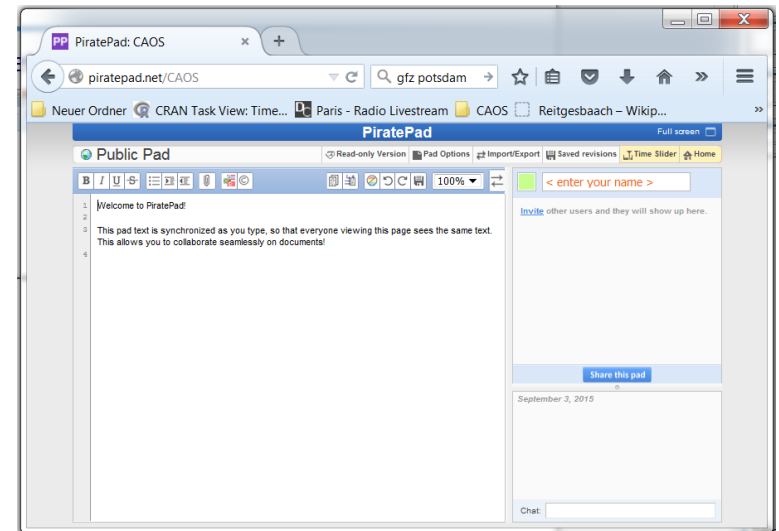 PP PiratePad: CAOS × +
piratepad.net/CAOS gfz potsdam
Neuer Ordner CRAN Task View: Time... Paris - Radio Livestream CAOS Reitgesbaach – Wikip... »
PiratePad Full screen
Public Pad Read-only Version Pad Options Import/Export Saved revisions Time Slider Home
B I U S © 100% < enter your name >
1 Welcome to PiratePad!
2
3 This pad text is synchronized as you type, so that everyone viewing this page sees the same text.
This allows you to collaborate seamlessly on documents!
4
Invite other users and they will show up here.
Share this pad
September 3, 2015
Chat: